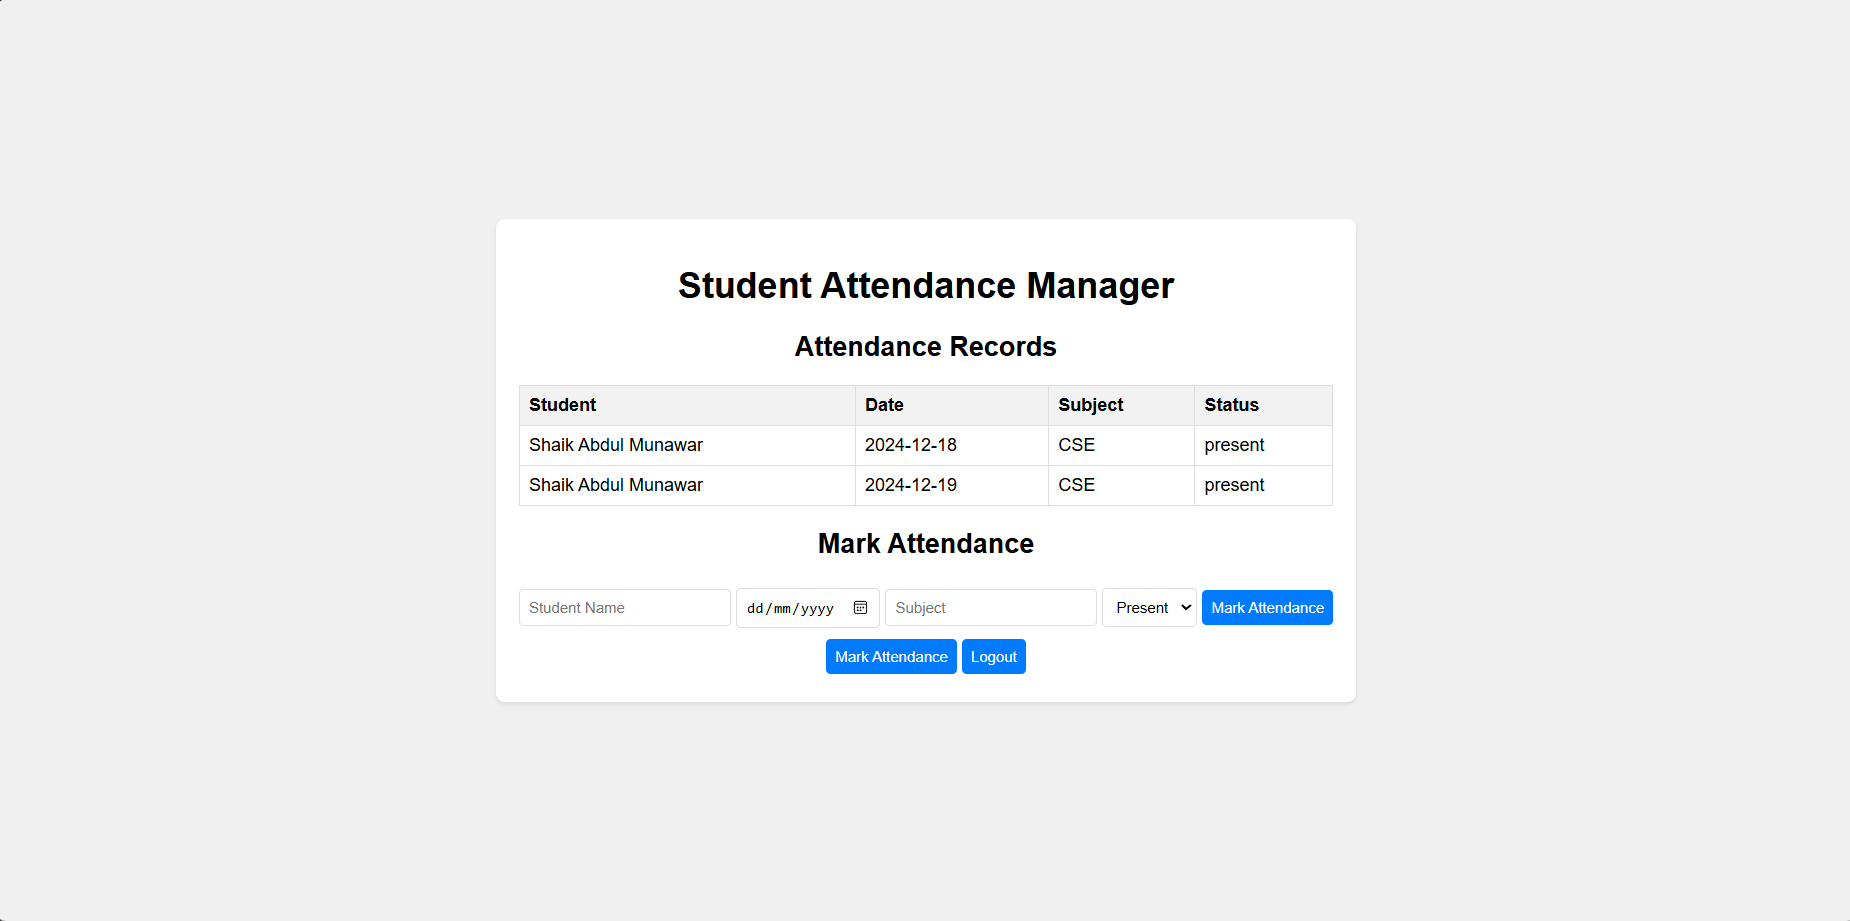 Student Attendance Manager
Attendance Records
Student Date Subject Status
Shaik Abdul Munawar 2024-12-18 CSE present
Shaik Abdul Munawar 2024-12-19 CSE present
Mark Attendance
Student Name dd/mm/yyyy Subject Present Mark Attendance
Mark Attendance Logout